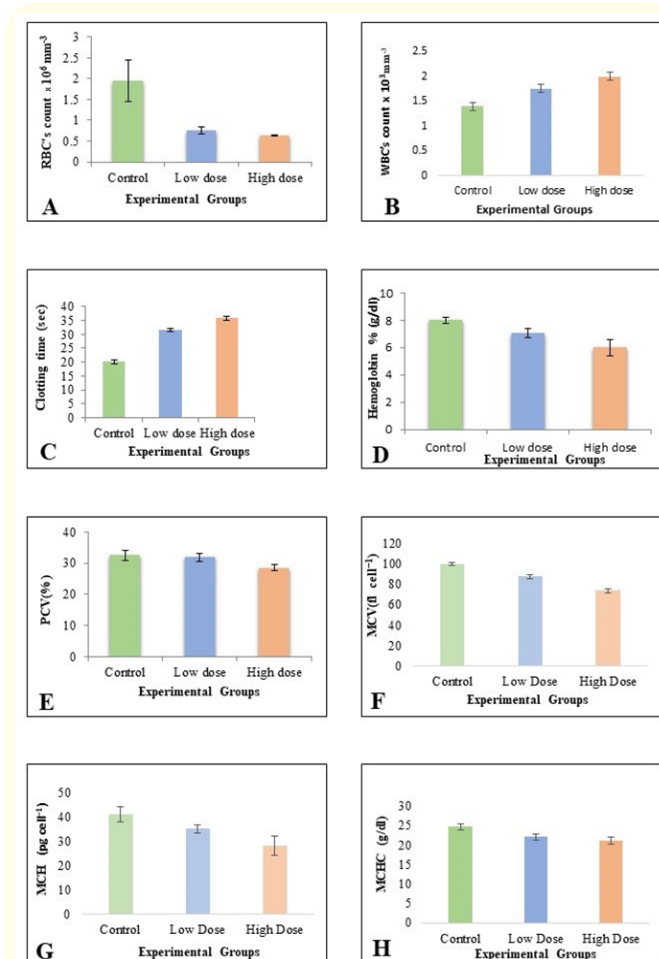 RBC's count x 10⁶ mm⁻³
3
2.5
2
1.5
1
0.5
0
Control Low dose High dose
Experimental Groups
A
WBC's count x 10³mm⁻³
2.5
2
1.5
1
0.5
0
Control Low dose High dose
Experimental Groups
B
Clotting time (sec)
40
35
30
25
20
15
10
5
0
Control Low dose High dose
Experimental Groups
C
Hemoglobin % (g/dl)
10
8
6
4
2
0
Control Low dose High dose
Experimental Groups
D
PCV(%)
40
30
20
10
0
Control Low dose High dose
Experimental Groups
E
MCV(fl cell⁻¹)
120
100
80
60
40
20
0
Control Low Dose High Dose
Experimental Groups
F
MCH (pg cell⁻¹)
50
40
30
20
10
0
Control Low Dose High Dose
Experimental Groups
G
MCHC (g/dl)
30
25
20
15
10
5
0
Control Low Dose High Dose
Experimental Groups
H